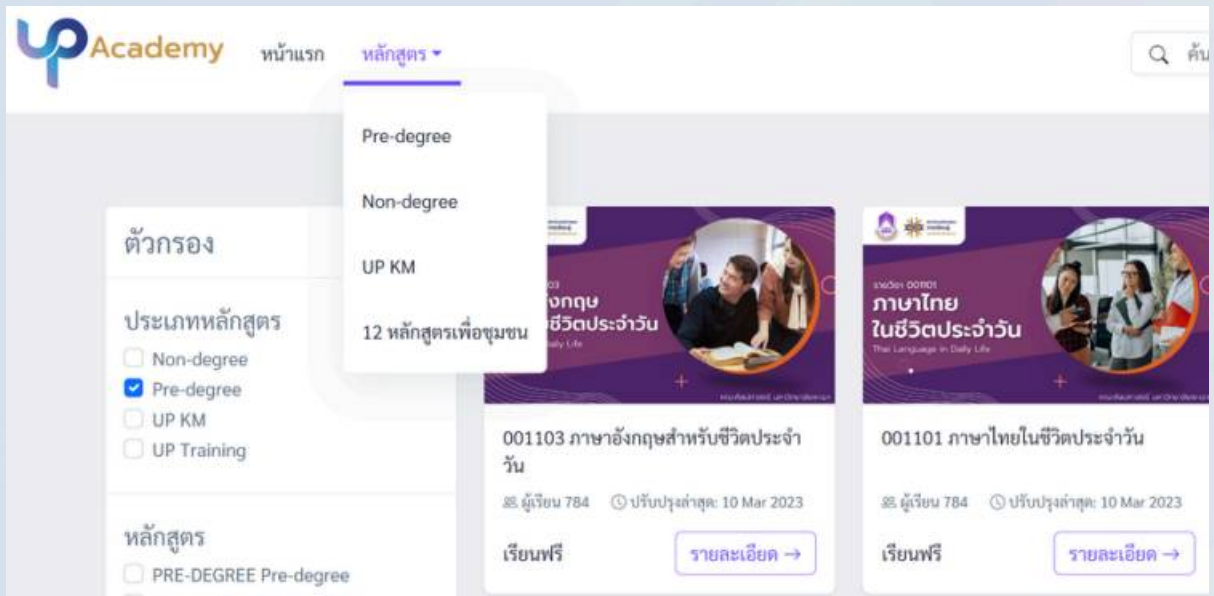 UP Academy
หน้าแรก
หลักสูตร
ค้น
Pre-degree
Non-degree
UP KM
12 หลักสูตรเพื่อชุมชน
ตัวกรอง
ประเภทหลักสูตร
Non-degree
Pre-degree
UP KM
UP Training
หลักสูตร
PRE-DEGREE Pre-degree
ชีวิตประจำวัน
Daily Life
001103 ภาษาอังกฤษสำหรับชีวิตประจำ
วัน
ผู้เรียน 784 ปรับปรุงล่าสุด: 10 Mar 2023
เรียนฟรี
รายละเอียด →
รายวิชา 001101
ภาษาไทย
ในชีวิตประจำวัน
Thai Language in Daily Life
001101 ภาษาไทยในชีวิตประจำวัน
ผู้เรียน 784 ปรับปรุงล่าสุด: 10 Mar 2023
เรียนฟรี
รายละเอียด →